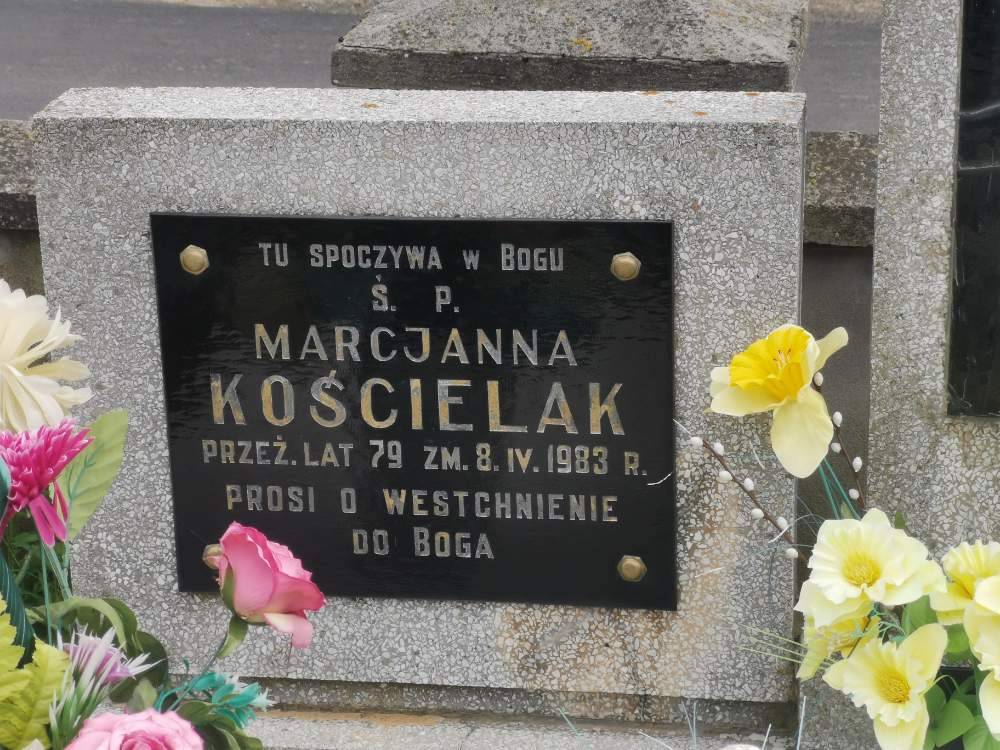 TU SPOCZYWA W BOGU
Ś. P.
MARCJANNA
KOŚCIELAK
PRZEŻ. LAT 79 ZM. 8. IV. 1983 R.
PROSI O WESTCHNIENIE
DO BOGA